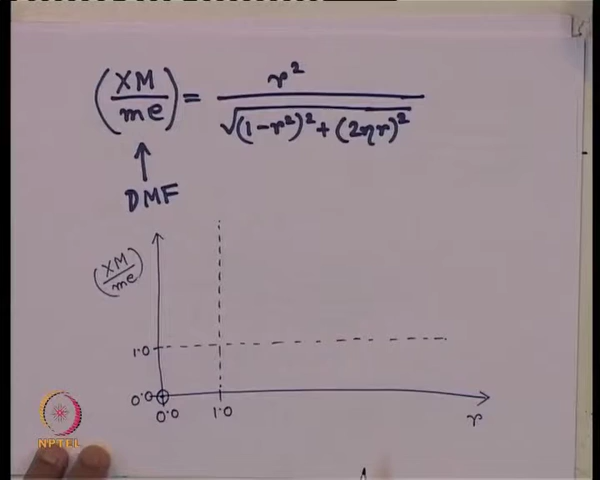 (XM/me) = r² / √((1-r²)² + (2ηr)²)
↑
DMF
(XM/me)
1.0
0.0
0.0 1.0
r
NPTEL